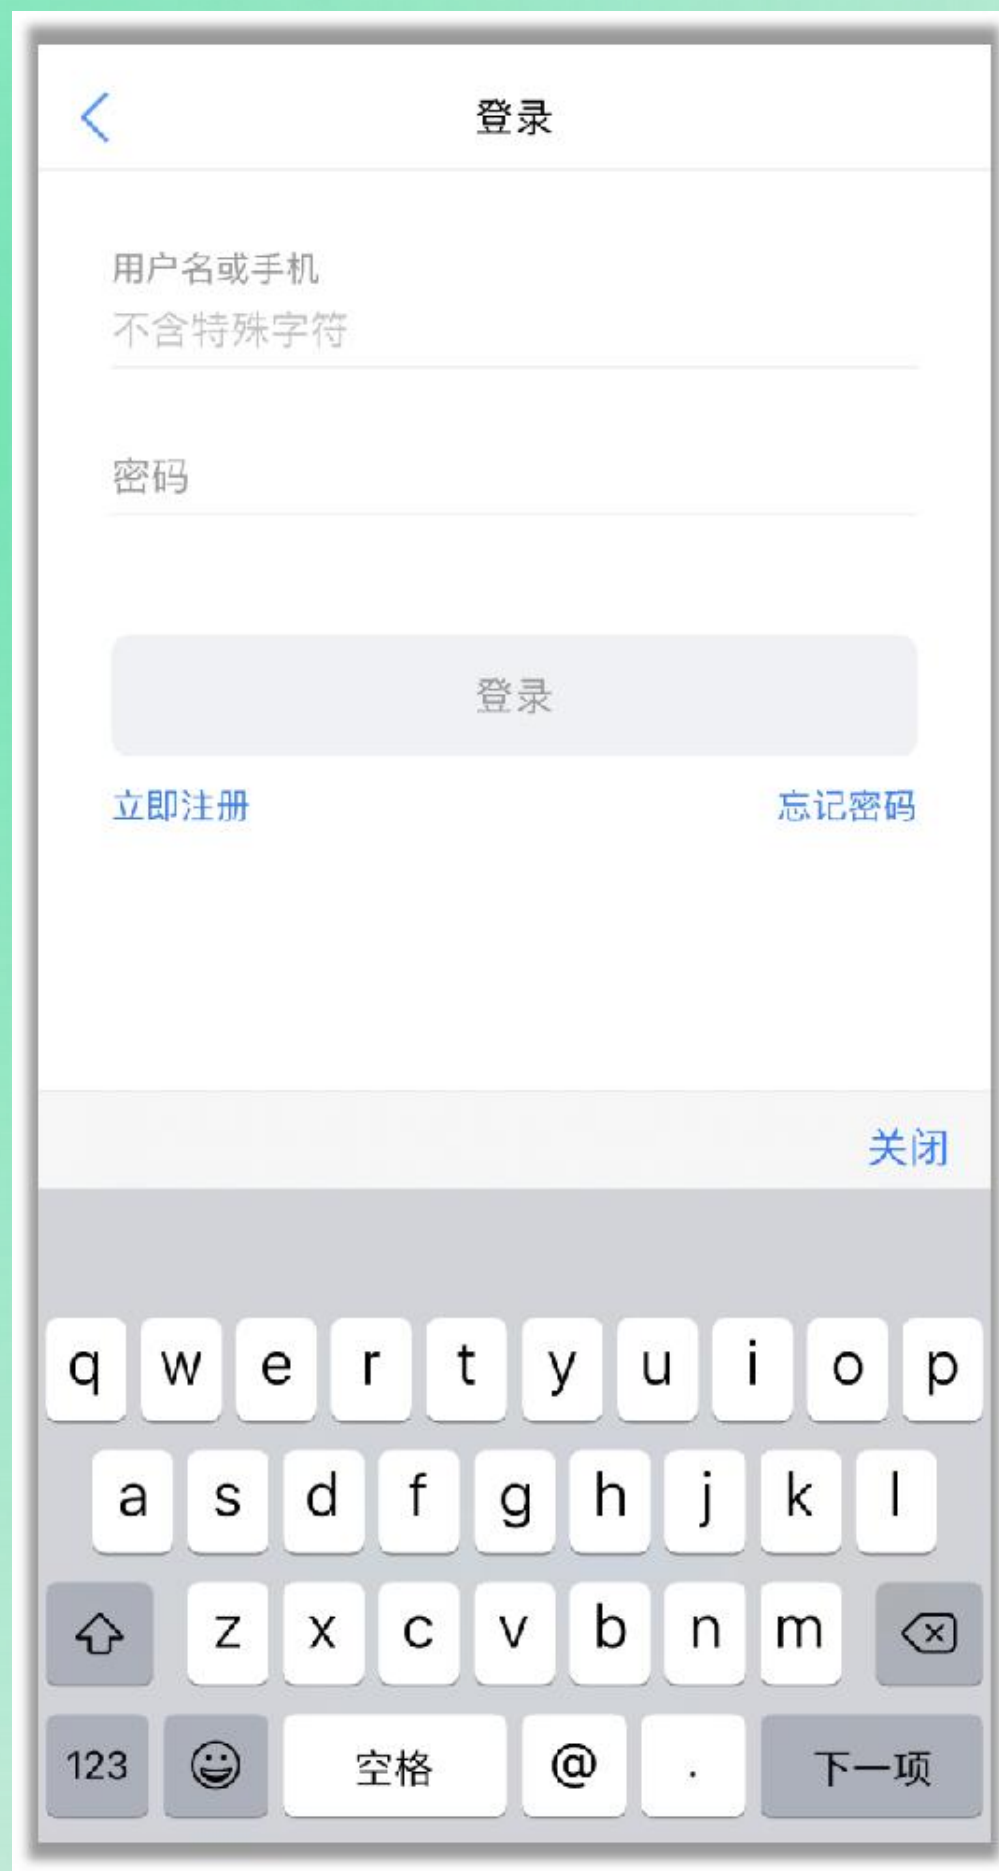 登录
用户名或手机
不含特殊字符
密码
登录
立即注册 忘记密码
关闭
q w e r t y u i o p
a s d f g h j k l
z x c v b n m
123 空格 @ . 下一项